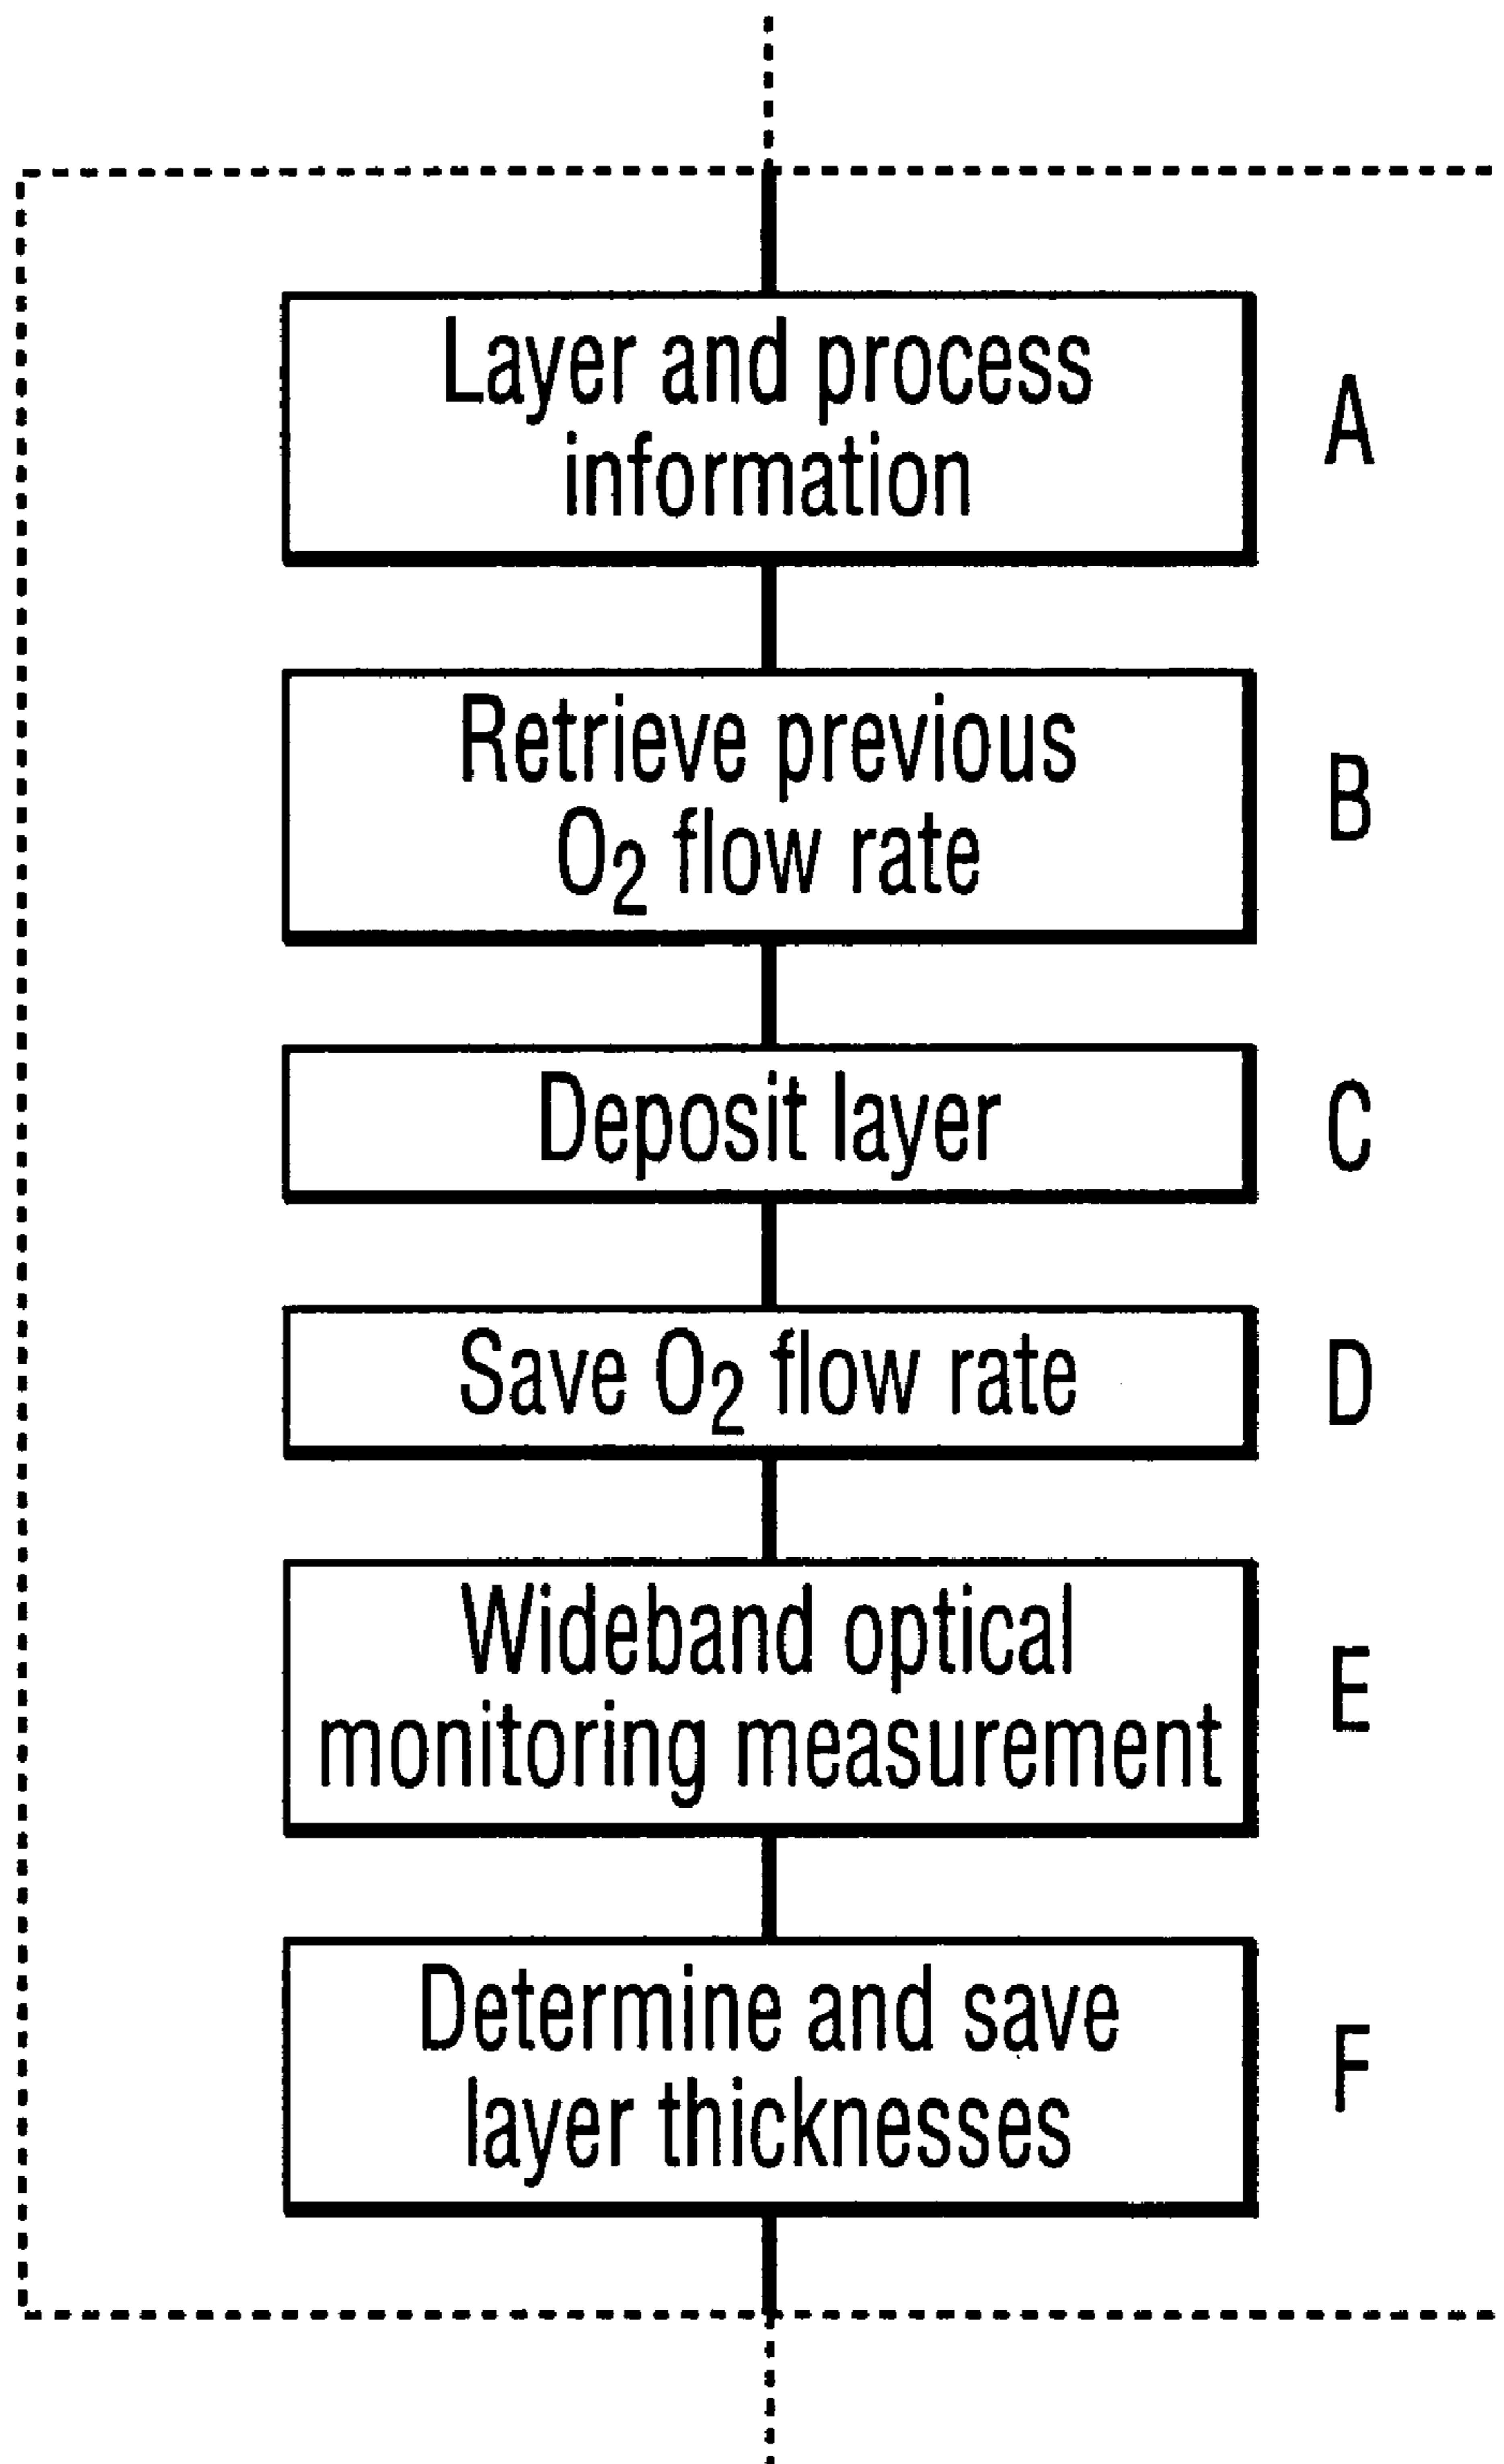 Layer and process
information
A
Retrieve previous
O2 flow rate
B
Deposit layer
C
Save O2 flow rate
D
Wideband optical
monitoring measurement
E
Determine and save
layer thicknesses
F